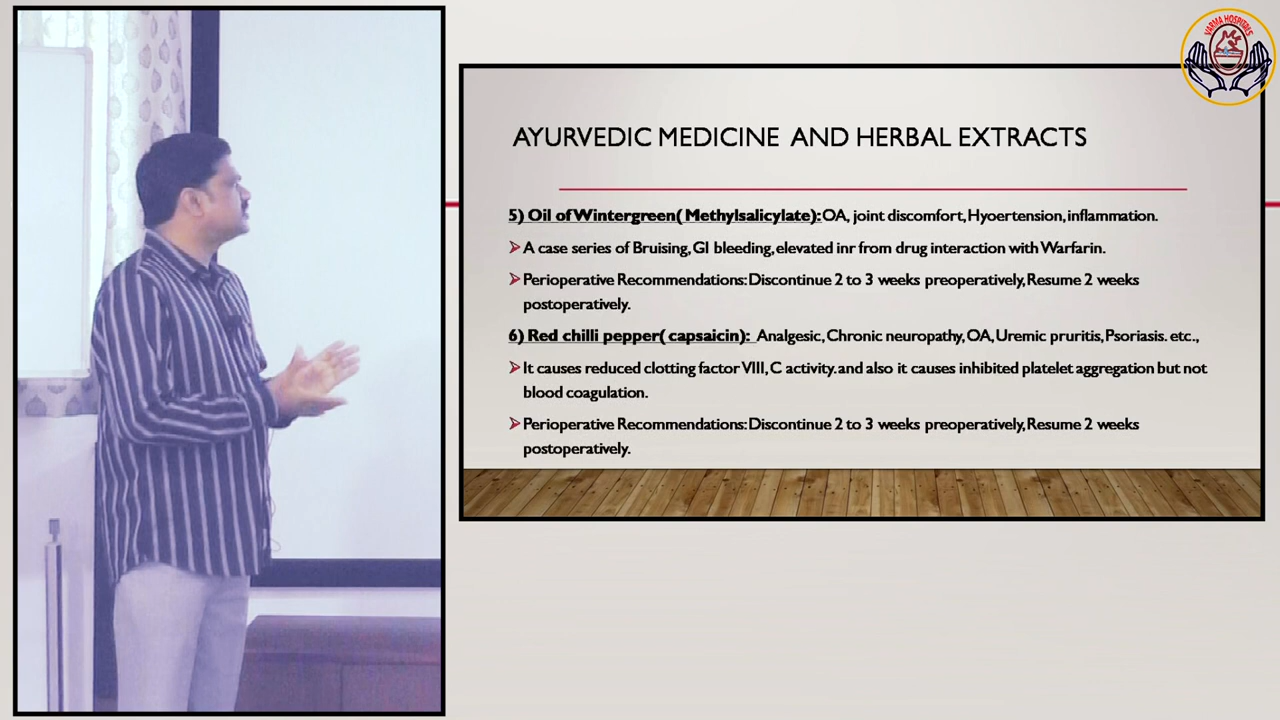 VARMA HOSPITALS
AYURVEDIC MEDICINE AND HERBAL EXTRACTS
5) Oil of Wintergreen( Methylsalicylate): OA, joint discomfort, Hyoertension, inflammation.
A case series of Bruising, GI bleeding, elevated inr from drug interaction with Warfarin.
Perioperative Recommendations: Discontinue 2 to 3 weeks preoperatively, Resume 2 weeks
postoperatively.
6) Red chilli pepper( capsaicin): Analgesic, Chronic neuropathy, OA, Uremic pruritis, Psoriasis. etc.,
It causes reduced clotting factor VIII, C activity. and also it causes inhibited platelet aggregation but not
blood coagulation.
Perioperative Recommendations: Discontinue 2 to 3 weeks preoperatively, Resume 2 weeks
postoperatively.